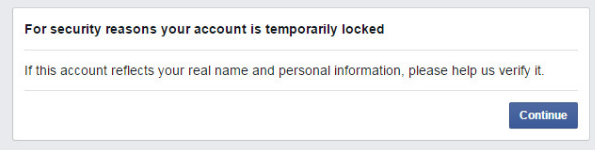 For security reasons your account is temporarily locked
If this account reflects your real name and personal information, please help us verify it.
Continue